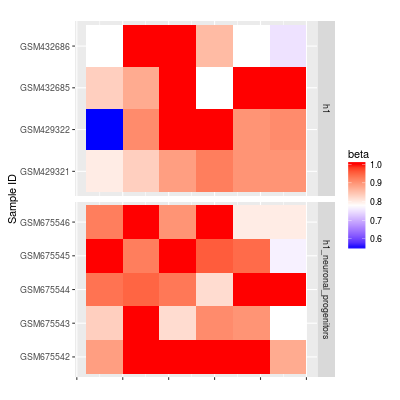 Sample ID
GSM432686
GSM432685
GSM429322
GSM429321
h1
GSM675546
GSM675545
GSM675544
GSM675543
GSM675542
h1_neuronal_progenitors
beta
1.0
0.9
0.8
0.7
0.6